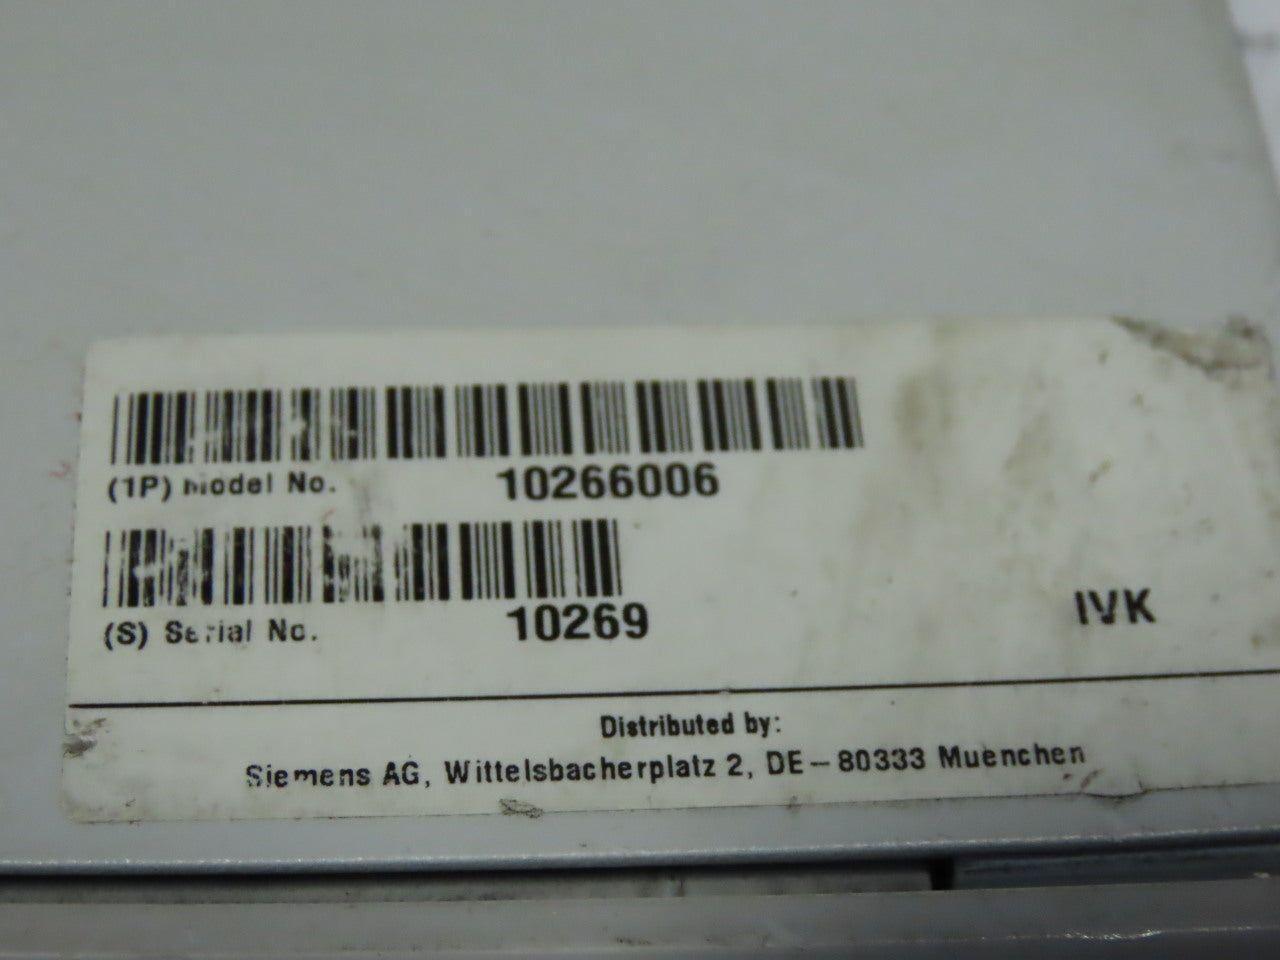 (1P) Model No. 10266006
(S) Serial No. 10269
IVK
Distributed by:
Siemens AG, Wittelsbacherplatz 2, DE-80333 Muenchen